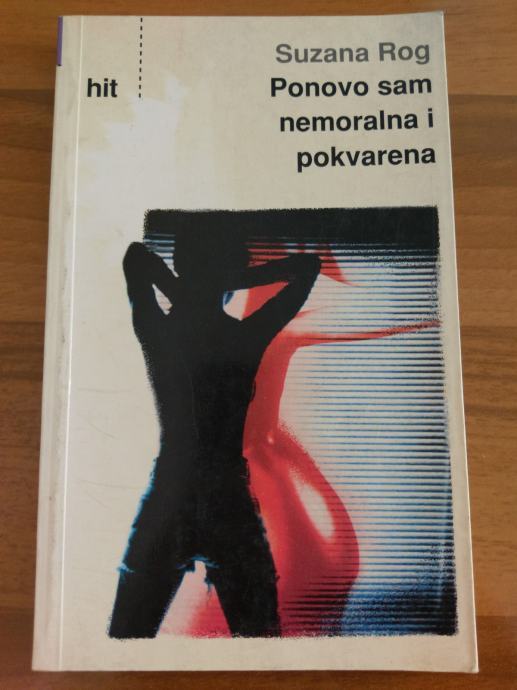 Suzana Rog
hit
Ponovo sam
nemoralna i
pokvarena